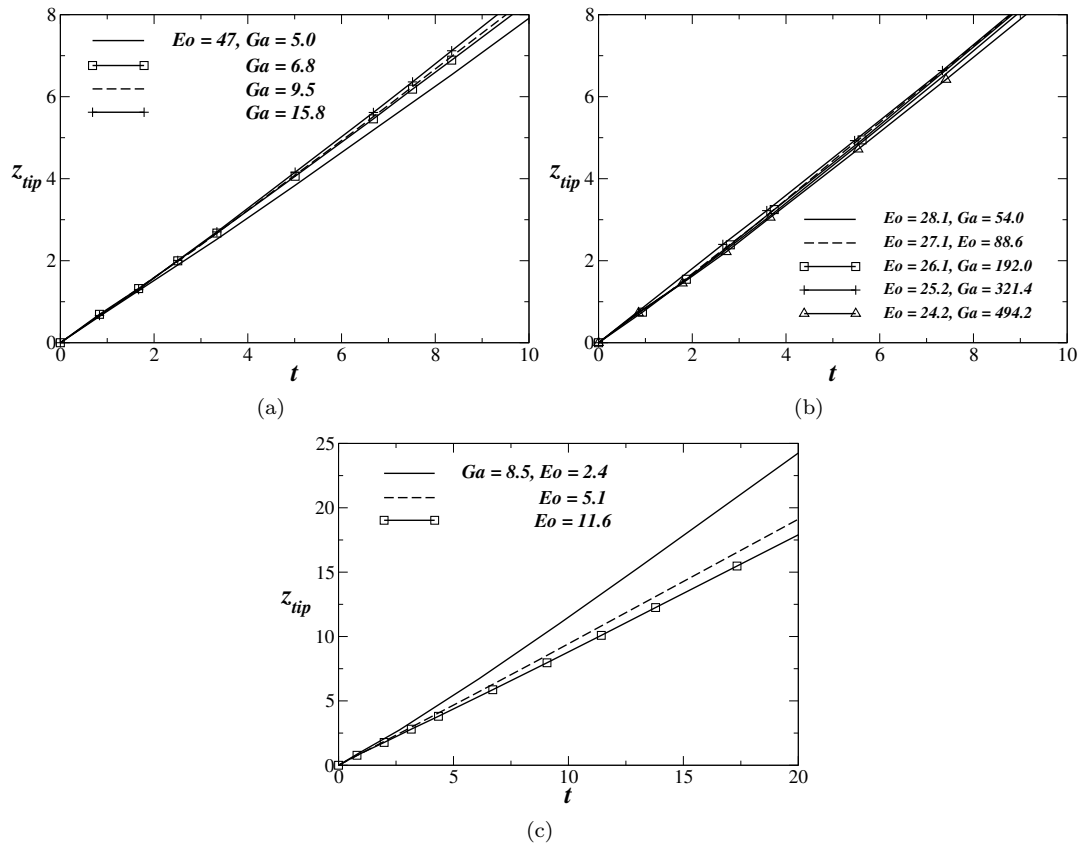 8
6
z_tip 4
2
0
0 2 4 6 8 10
t
Eo = 47, Ga = 5.0
Ga = 6.8
Ga = 9.5
Ga = 15.8
(a)
8
6
z_tip 4
2
0
0 2 4 6 8 10
t
Eo = 28.1, Ga = 54.0
Eo = 27.1, Eo = 88.6
Eo = 26.1, Ga = 192.0
Eo = 25.2, Ga = 321.4
Eo = 24.2, Ga = 494.2
(b)
25
20
15
z_tip
10
5
0
0 5 10 15 20
t
Ga = 8.5, Eo = 2.4
Eo = 5.1
Eo = 11.6
(c)